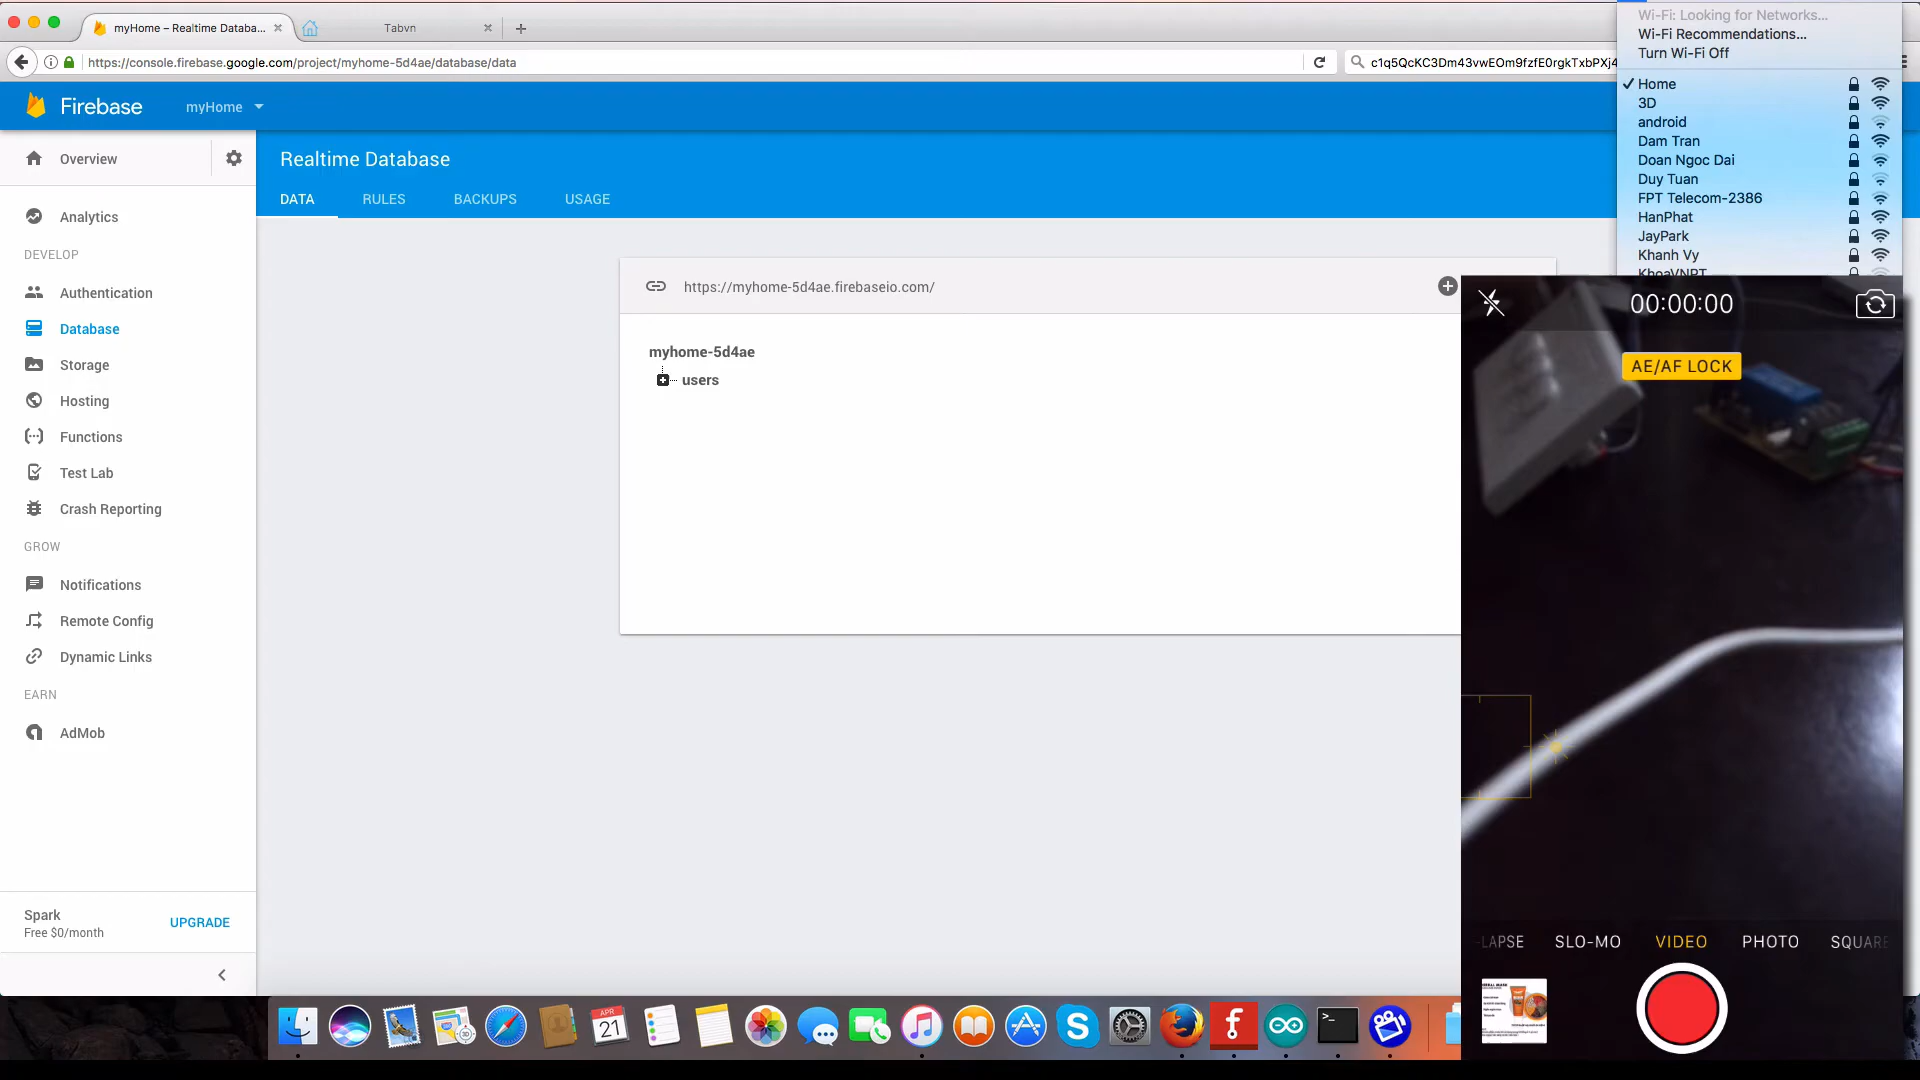 myHome – Realtime Databa...
Tabvn
https://console.firebase.google.com/project/myhome-5d4ae/database/data
c1q5QcKC3Dm43vwEOm9fzfE0rgkTxbPXj4
Wi-Fi: Looking for Networks...
Wi-Fi Recommendations...
Turn Wi-Fi Off
Home
3D
android
Dam Tran
Doan Ngoc Dai
Duy Tuan
FPT Telecom-2386
HanPhat
JayPark
Khanh Vy
KhoaVNPT
Firebase
myHome
Overview
Analytics
DEVELOP
Authentication
Database
Storage
Hosting
Functions
Test Lab
Crash Reporting
GROW
Notifications
Remote Config
Dynamic Links
EARN
AdMob
Spark
Free $0/month
UPGRADE
Realtime Database
DATA RULES BACKUPS USAGE
https://myhome-5d4ae.firebaseio.com/
myhome-5d4ae
users
00:00:00
AE/AF LOCK
-LAPSE SLO-MO VIDEO PHOTO SQUARE
APR
21